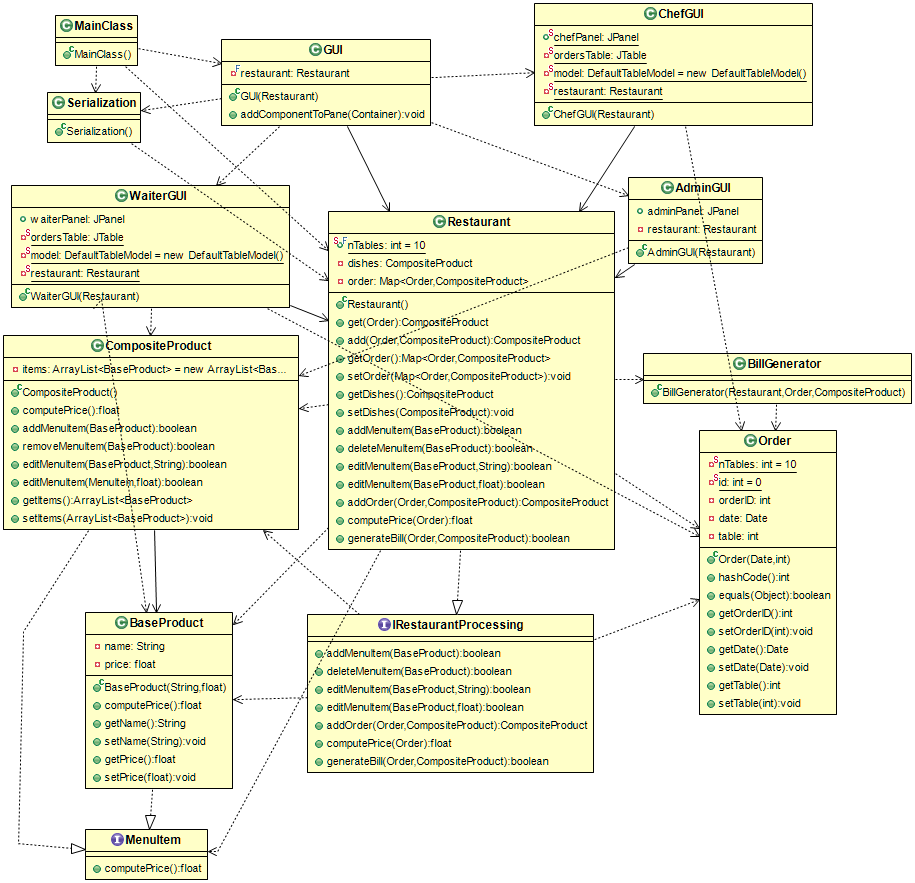 MainClass
MainClass()
Serialization
Serialization()
GUI
restaurant: Restaurant
GUI(Restaurant)
addComponentToPane(Container):void
ChefGUI
chefPanel: JPanel
ordersTable: JTable
model: DefaultTableModel = new DefaultTableModel()
restaurant: Restaurant
ChefGUI(Restaurant)
WaiterGUI
waiterPanel: JPanel
ordersTable: JTable
model: DefaultTableModel = new DefaultTableModel()
restaurant: Restaurant
WaiterGUI(Restaurant)
AdminGUI
adminPanel: JPanel
restaurant: Restaurant
AdminGUI(Restaurant)
Restaurant
nTables: int = 10
dishes: CompositeProduct
order: Map<Order,CompositeProduct>
Restaurant()
get(Order):CompositeProduct
add(Order,CompositeProduct):CompositeProduct
getOrder():Map<Order,CompositeProduct>
setOrder(Map<Order,CompositeProduct>):void
getDishes():CompositeProduct
setDishes(CompositeProduct):void
addMenuItem(BaseProduct):boolean
deleteMenuItem(BaseProduct):boolean
editMenuItem(BaseProduct,String):boolean
editMenuItem(BaseProduct,float):boolean
addOrder(Order,CompositeProduct):CompositeProduct
computePrice(Order):float
generateBill(Order,CompositeProduct):boolean
CompositeProduct
items: ArrayList<BaseProduct> = new ArrayList<Bas...
CompositeProduct()
computePrice():float
addMenuItem(BaseProduct):boolean
removeMenuItem(BaseProduct):boolean
editMenuItem(BaseProduct,String):boolean
editMenuItem(MenuItem,float):boolean
getItems():ArrayList<BaseProduct>
setItems(ArrayList<BaseProduct>):void
BillGenerator
BillGenerator(Restaurant,Order,CompositeProduct)
Order
nTables: int = 10
id: int = 0
orderID: int
date: Date
table: int
Order(Date,int)
hashCode():int
equals(Object):boolean
getOrderID():int
setOrderID(int):void
getDate():Date
setDate(Date):void
getTable():int
setTable(int):void
BaseProduct
name: String
price: float
BaseProduct(String,float)
computePrice():float
getName():String
setName(String):void
getPrice():float
setPrice(float):void
IRestaurantProcessing
addMenuItem(BaseProduct):boolean
deleteMenuItem(BaseProduct):boolean
editMenuItem(BaseProduct,String):boolean
editMenuItem(BaseProduct,float):boolean
addOrder(Order,CompositeProduct):CompositeProduct
computePrice(Order):float
generateBill(Order,CompositeProduct):boolean
MenuItem
computePrice():float